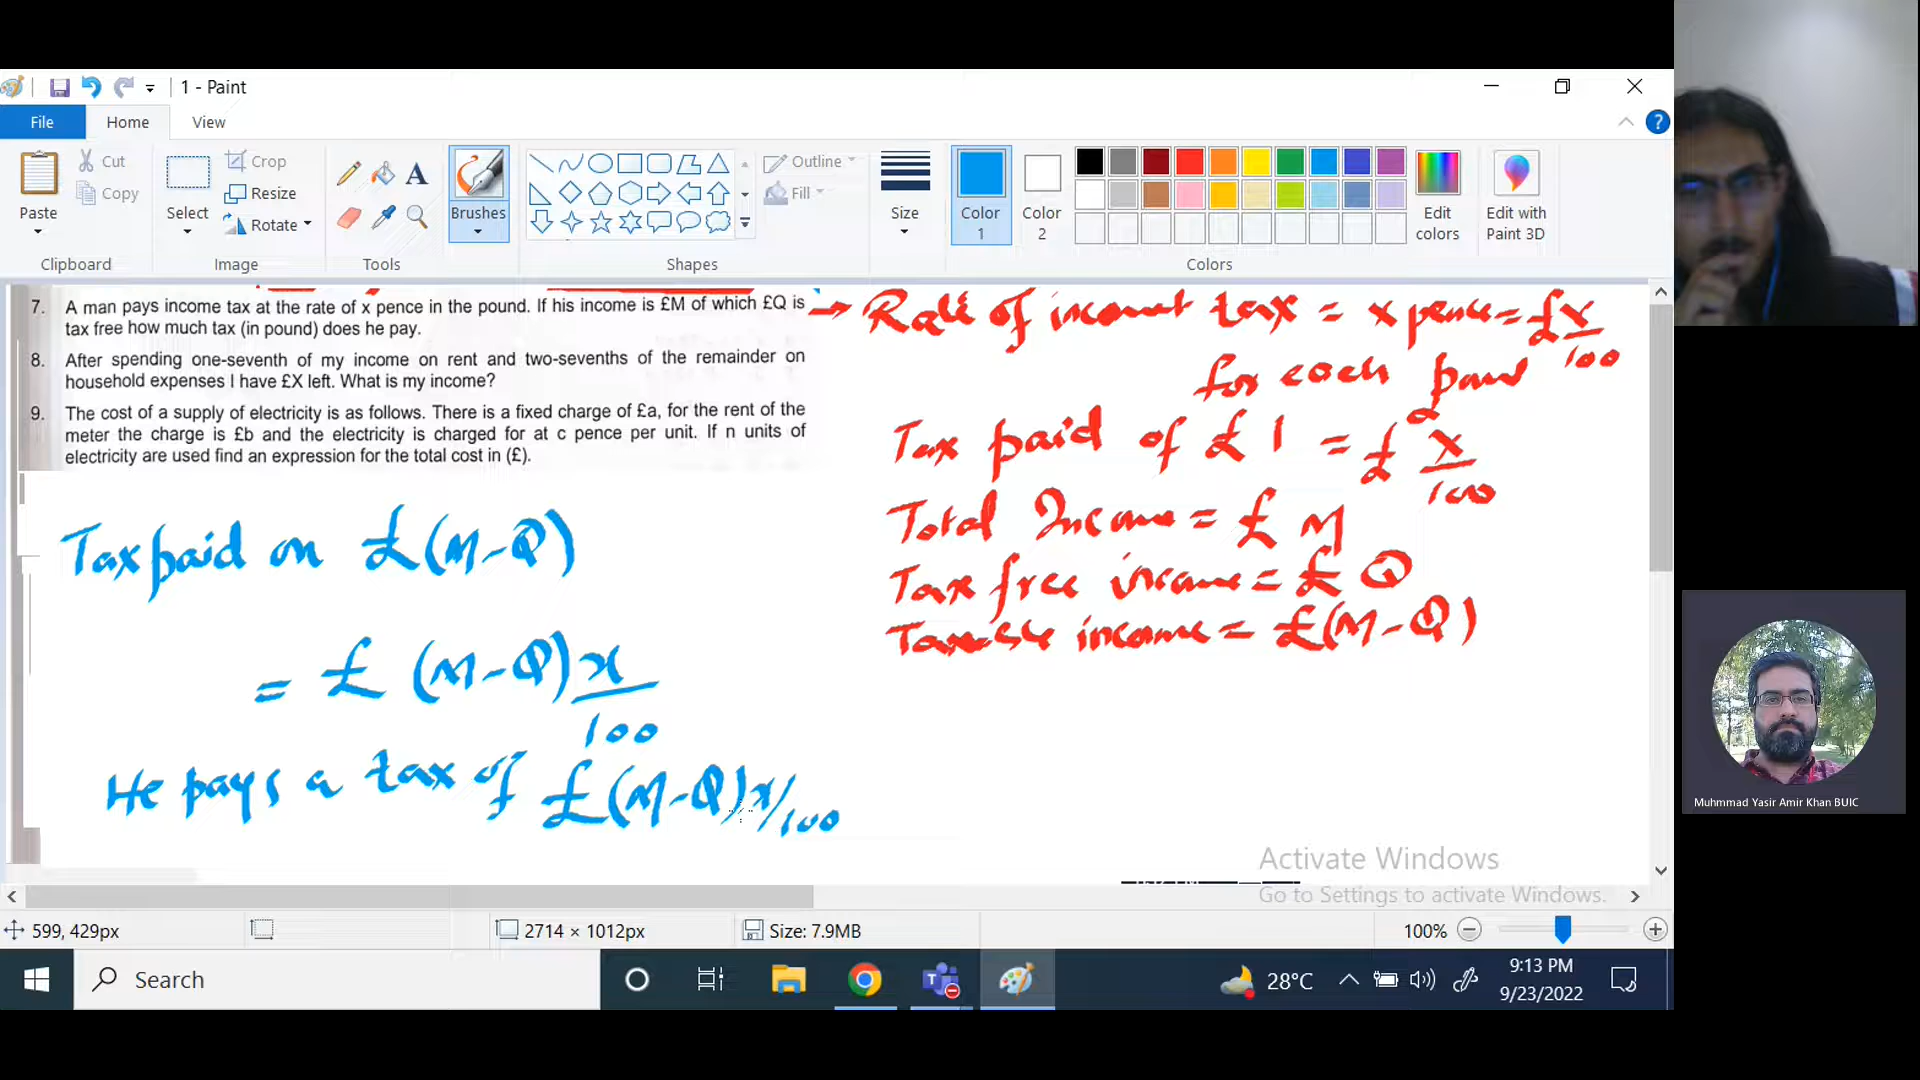 1 - Paint
File
Home
View
Paste
Cut
Copy
Clipboard
Select
Crop
Resize
Rotate
Image
A
Tools
Brushes
Shapes
Outline
Fill
Size
Color
1
Color
2
Colors
Edit
colors
Edit with
Paint 3D
?
7. A man pays income tax at the rate of x pence in the pound. If his income is £M of which £Q is
tax free how much tax (in pound) does he pay.
8. After spending one-seventh of my income on rent and two-sevenths of the remainder on
household expenses I have £X left. What is my income?
9. The cost of a supply of electricity is as follows. There is a fixed charge of £a, for the rent of the
meter the charge is £b and the electricity is charged for at c pence per unit. If n units of
electricity are used find an expression for the total cost in (£).
Tax paid on £(M-Q)
= £ (M-Q) x
100
He pays a tax of £(M-Q)x/100
→ Rate of incomt tax = x pence = £x
100
for each
Tax paid of £ 1 = £ x
100
Total Income = £ M
Tax free income = £ Q
income = £(M-Q)
Muhmmad Yasir Amir Khan BUIC
Activate Windows
Go to Settings to activate Windows.
599, 429px
2714 × 1012px
Size: 7.9MB
100%
Search
T
28°C
9:13 PM
9/23/2022